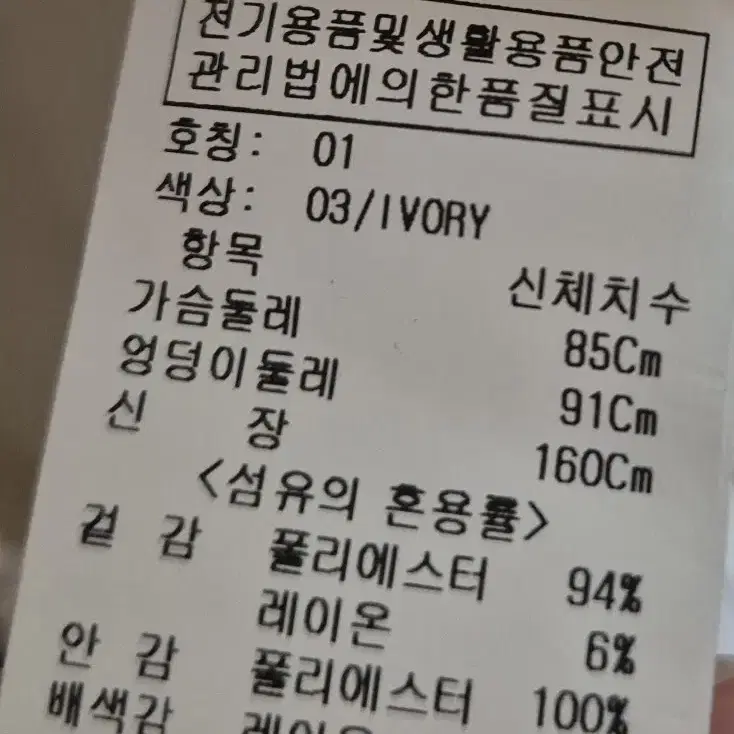 전기용품및생활용품안전
관리법에의한품질표시
호칭: 01
색상: 03/IVORY
항목 신체치수
가슴둘레 85Cm
엉덩이둘레 91Cm
신 장 160Cm
<섬유의 혼용률>
겉 감 폴리에스터 94%
레이온 6%
안 감 폴리에스터 100%
배색감